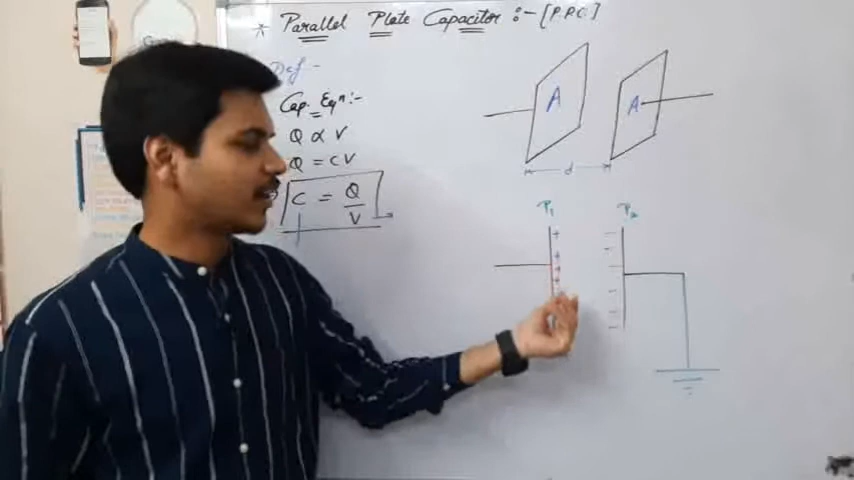 * Parallel Plate Capacitor :- [P.P.C]
Def -
Cap. Eqn :-
Q ∝ V
Q = CV
C = Q/V
A
A
d
P1
P2
+
+
+
+